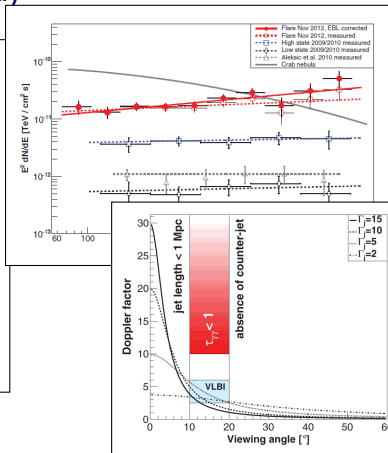 Flare Nov 2012, EBL corrected
Flare Nov 2012, measured
High state 2009/2010 measured
Low state 2009/2010 measured
Aleksic et al. 2010 measured
Crab nebula
E² dN/dE [TeV / cm² s]
10⁻¹⁰
10⁻¹¹
10⁻¹²
10⁻¹³
60
100
Γj=15
Γj=10
Γj=5
Γj=2
jet length < 1 Mpc
τγγ < 1
VLBI
absence of counter-jet
Doppler factor
30
25
20
15
10
5
0
0
10
20
30
40
50
60
Viewing angle [°]